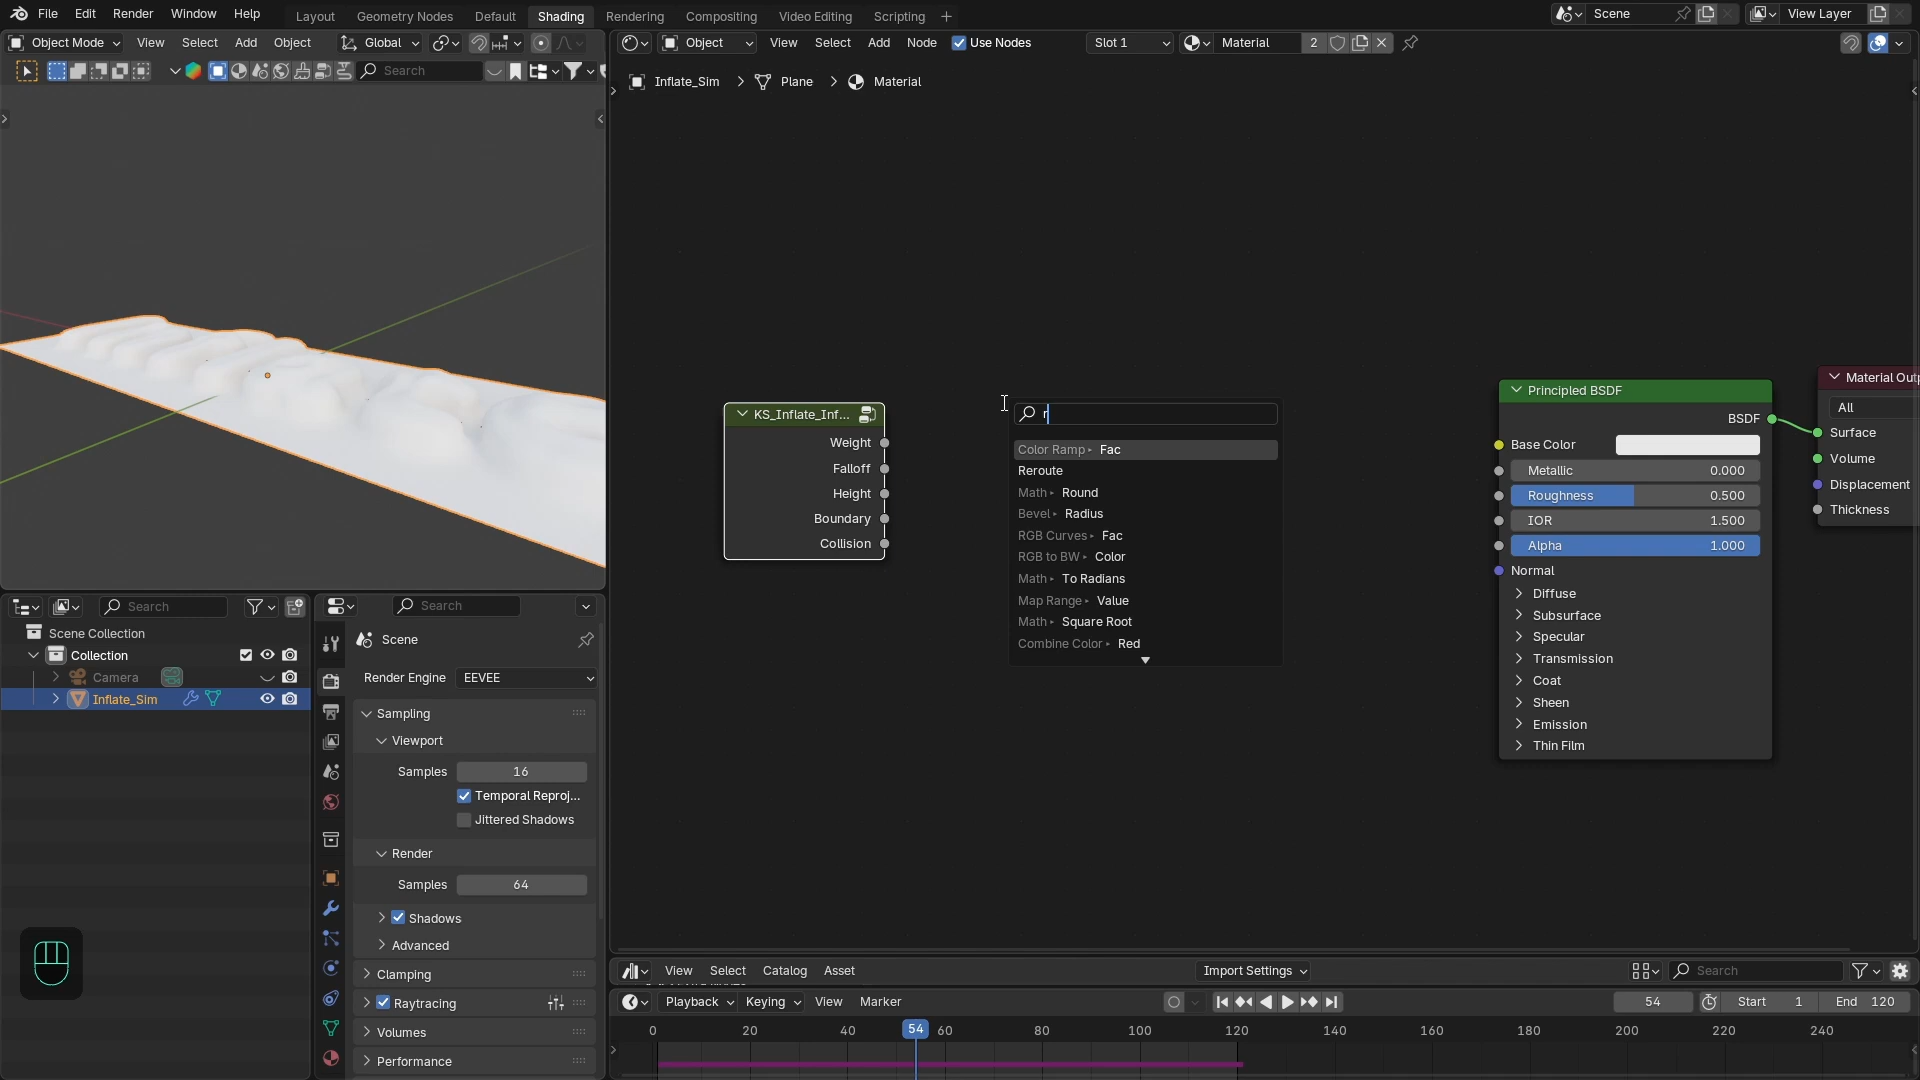 File Edit Render Window Help Layout Geometry Nodes Default Shading Rendering Compositing Video Editing Scripting + Scene View Layer
Object Mode View Select Add Object Global
Search
Object View Select Add Node Use Nodes Slot 1 Material 2
Inflate_Sim > Plane > Material
KS_Inflate_Inf...
Weight
Falloff
Height
Boundary
Collision
r
Color Ramp ▸ Fac
Reroute
Math ▸ Round
Bevel ▸ Radius
RGB Curves ▸ Fac
RGB to BW ▸ Color
Math ▸ To Radians
Map Range ▸ Value
Math ▸ Square Root
Combine Color ▸ Red
Principled BSDF
BSDF
Base Color
Metallic 0.000
Roughness 0.500
IOR 1.500
Alpha 1.000
Normal
Diffuse
Subsurface
Specular
Transmission
Coat
Sheen
Emission
Thin Film
Material Out
All
Surface
Volume
Displacement
Thickness
Search
Scene Collection
Collection
Camera
Inflate_Sim
Search
Scene
Render Engine EEVEE
Sampling
Viewport
Samples 16
Temporal Reproj...
Jittered Shadows
Render
Samples 64
Shadows
Advanced
Clamping
Raytracing
Volumes
Performance
View Select Catalog Asset Import Settings Search
Playback Keying View Marker 54 Start 1 End 120
0 20 40 54 60 80 100 120 140 160 180 200 220 240